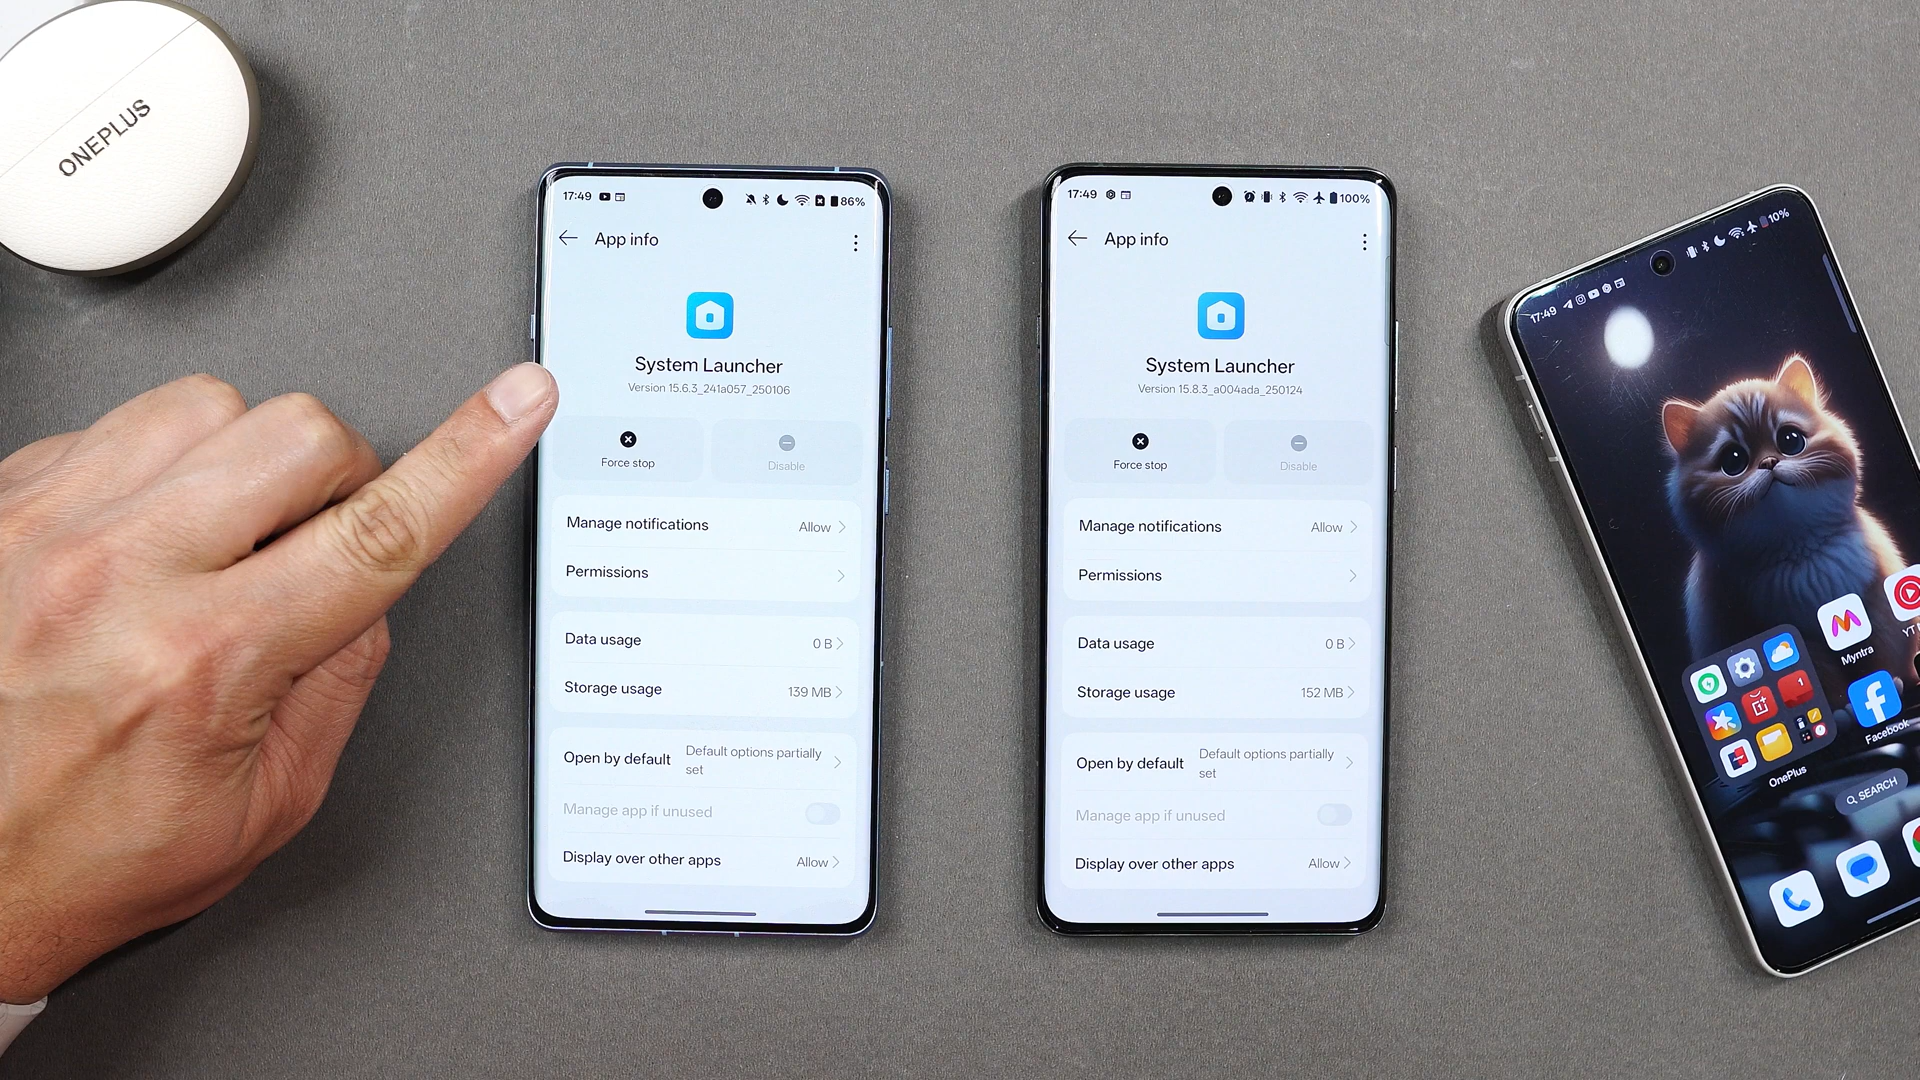 ONEPLUS
17:49
86%
App info
System Launcher
Version 15.6.3_241a057_250106
Force stop
Disable
Manage notifications
Allow
Permissions
Data usage
0 B
Storage usage
139 MB
Open by default
Default options partially
set
Manage app if unused
Display over other apps
Allow
17:49
100%
App info
System Launcher
Version 15.8.3_a004ada_250124
Force stop
Disable
Manage notifications
Allow
Permissions
Data usage
0 B
Storage usage
152 MB
Open by default
Default options partially
set
Manage app if unused
Display over other apps
Allow
17:49
10%
Myntra
YT
Facebook
OnePlus
SEARCH